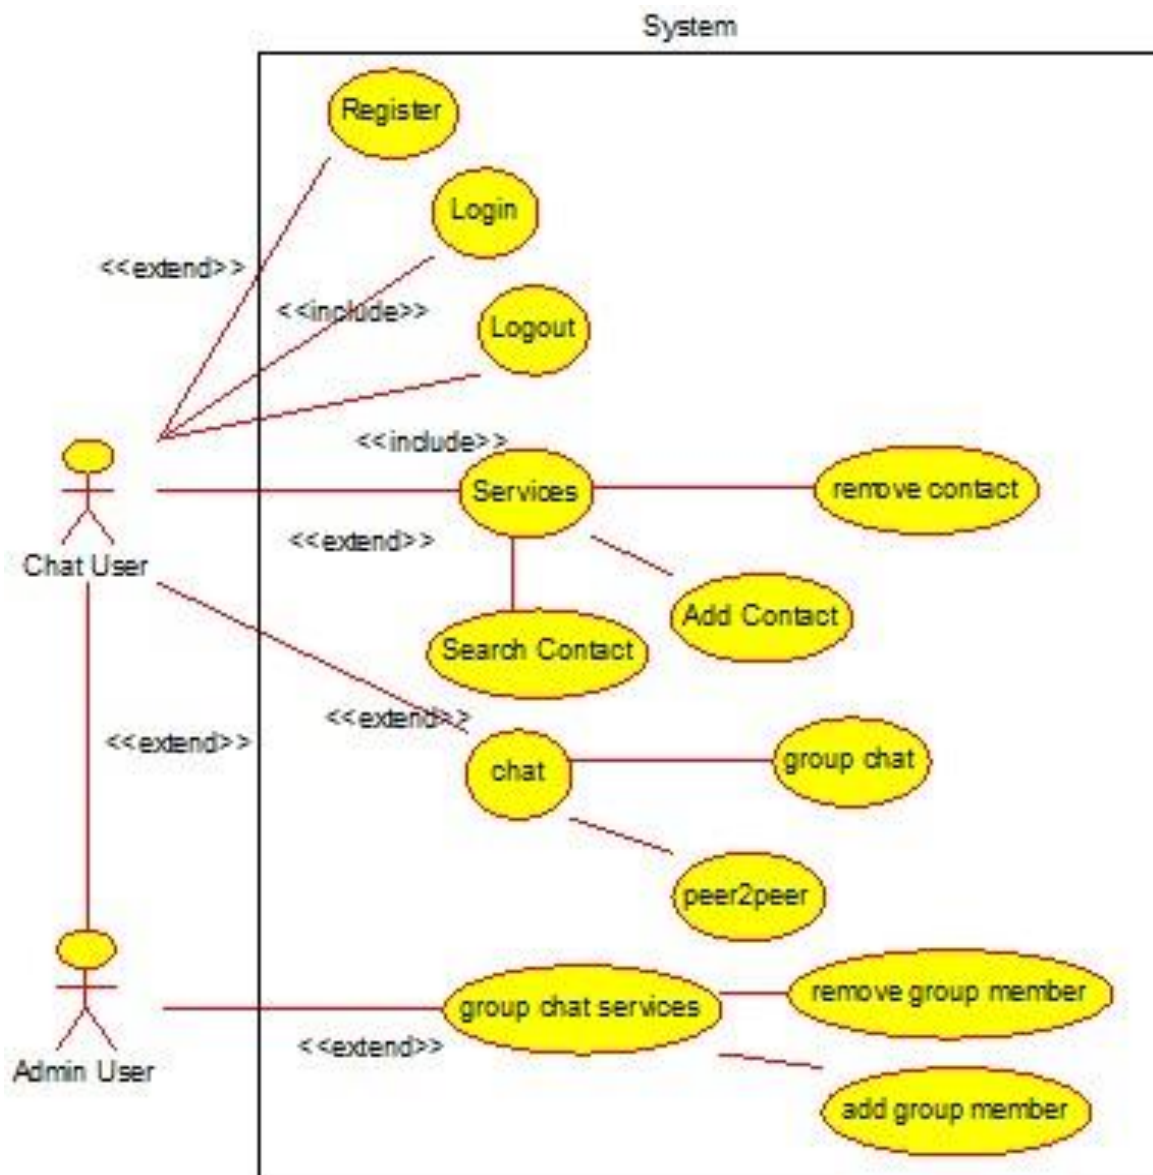 System
Register
Login
<<extend>>
<<include>>
Logout
<<include>>
Services
remove contact
<<extend>>
Chat User
Add Contact
Search Contact
<<extend>>
<<extend>>
group chat
chat
peer2peer
remove group member
group chat services
<<extend>>
Admin User
add group member